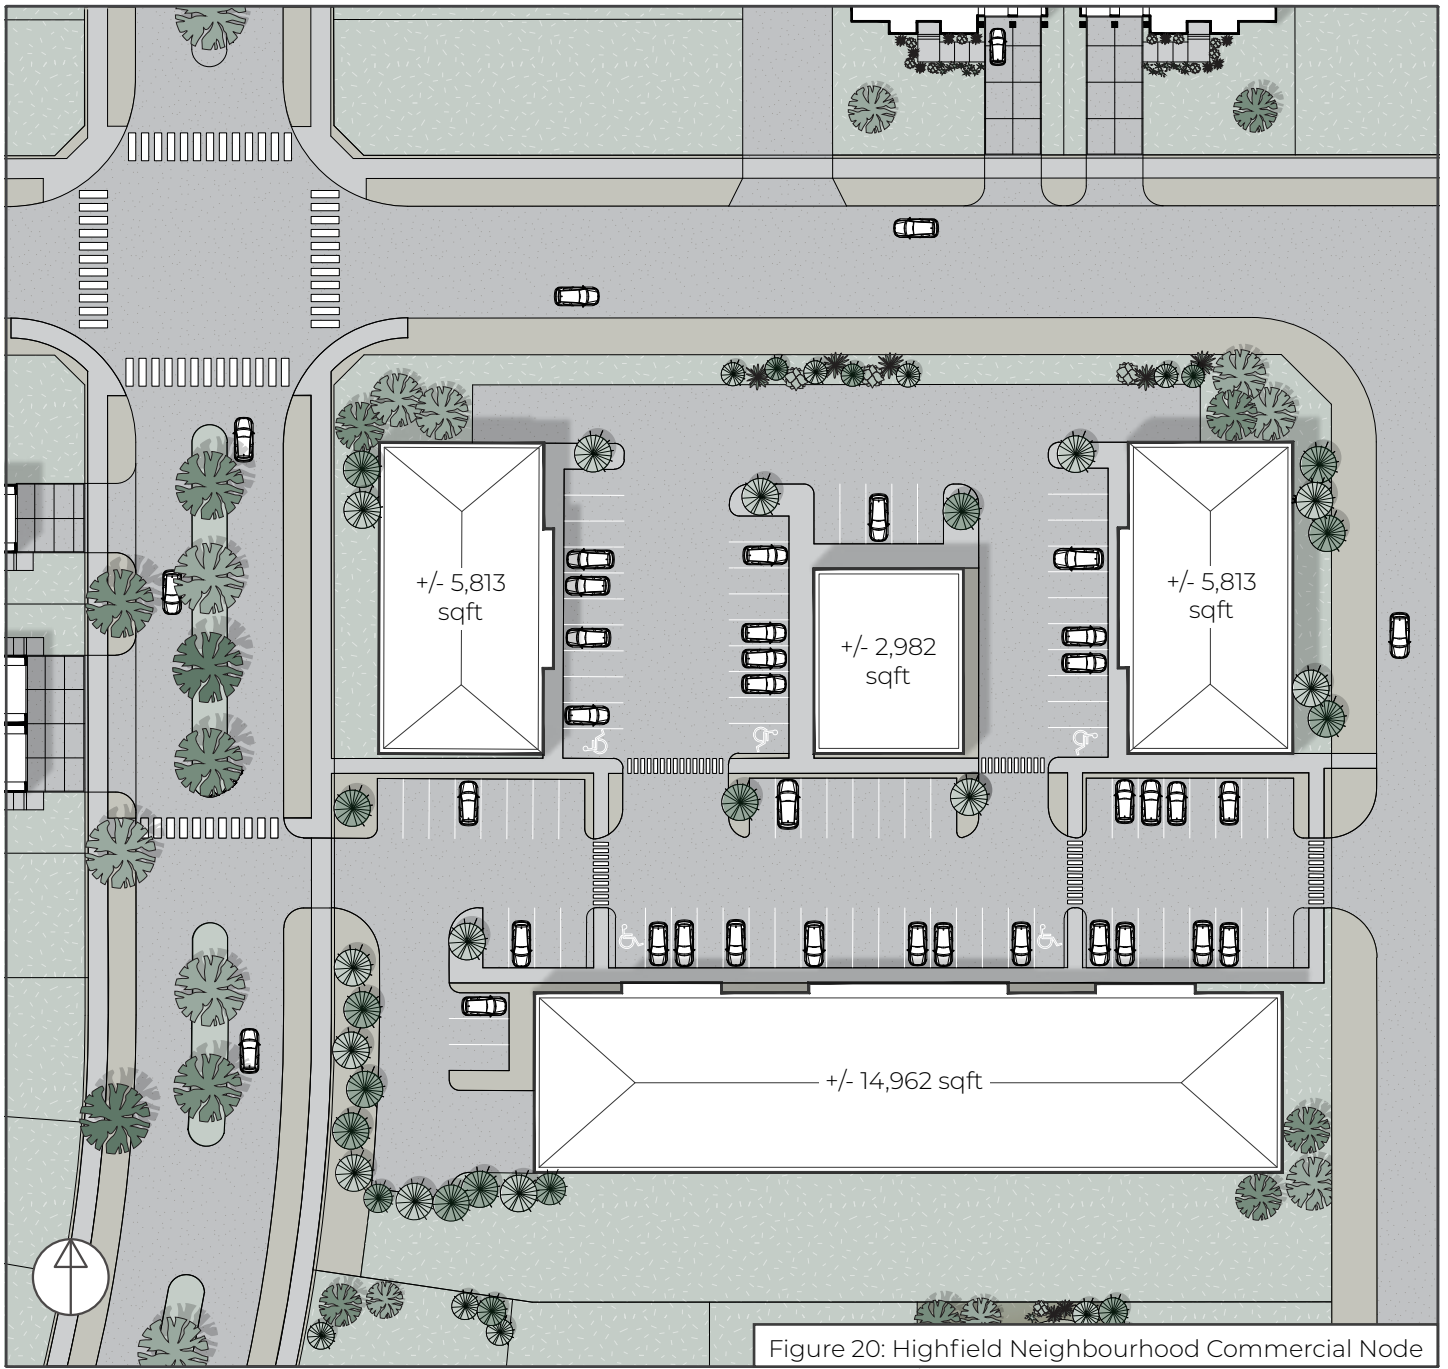 +/- 5,813
sqft
+/- 2,982
sqft
+/- 5,813
sqft
+/- 14,962 sqft
Figure 20: Highfield Neighbourhood Commercial Node